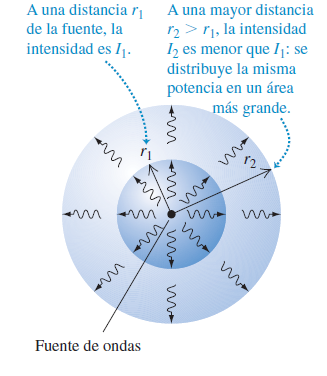 A una distancia r₁
de la fuente, la
intensidad es I₁.
A una mayor distancia
r₂ > r₁, la intensidad
I₂ es menor que I₁: se
distribuye la misma
potencia en un área
más grande.
r₁
r₂
Fuente de ondas